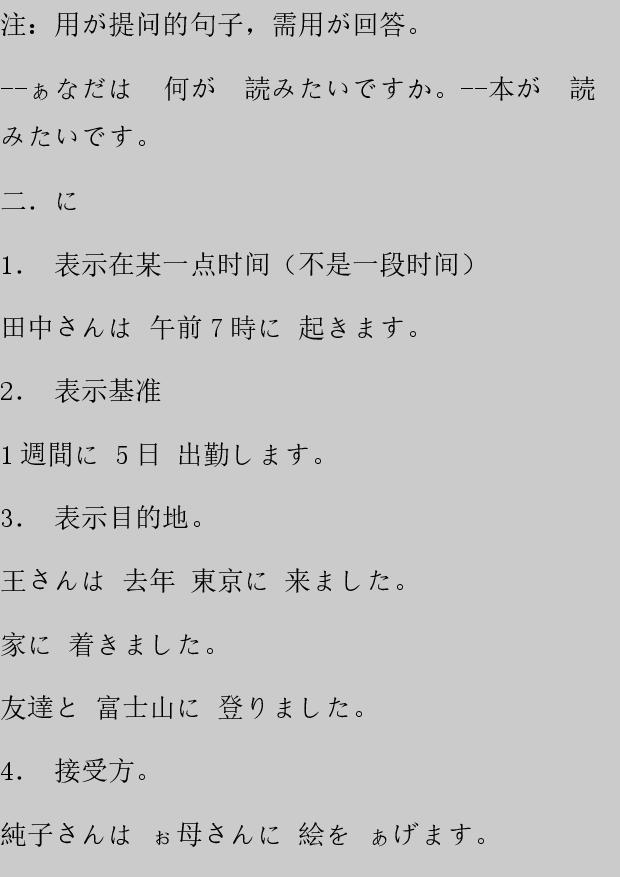 注：用が提问的句子，需用が回答。
--ぁなだは　何が　読みたいですか。--本が　読
みたいです。
二．に
1.　表示在某一点时间（不是一段时间）
田中さんは 午前７時に 起きます。
2.　表示基准
1週間に 5日 出勤します。
3.　表示目的地。
王さんは 去年 東京に 来ました。
家に 着きました。
友達と 富士山に 登りました。
4.　接受方。
純子さんは ぉ母さんに 絵を ぁげます。